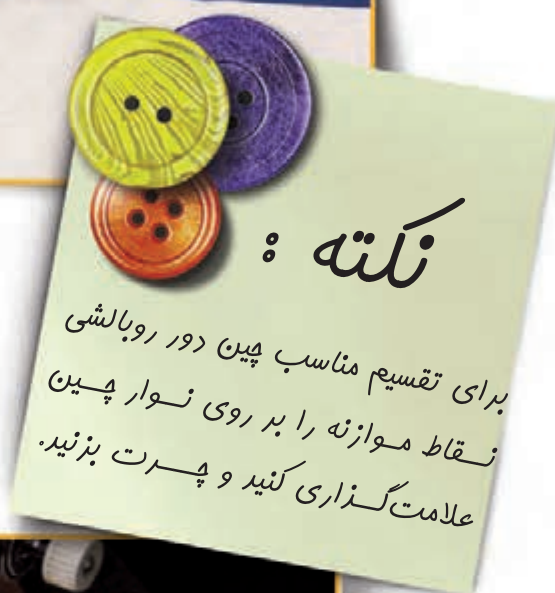 نکته :
برای تقسیم مناسب چین دور روبالشی
نقاط موازنه را بر روی نوار چین
علامت‌گذاری کنید و چرت بزنید.